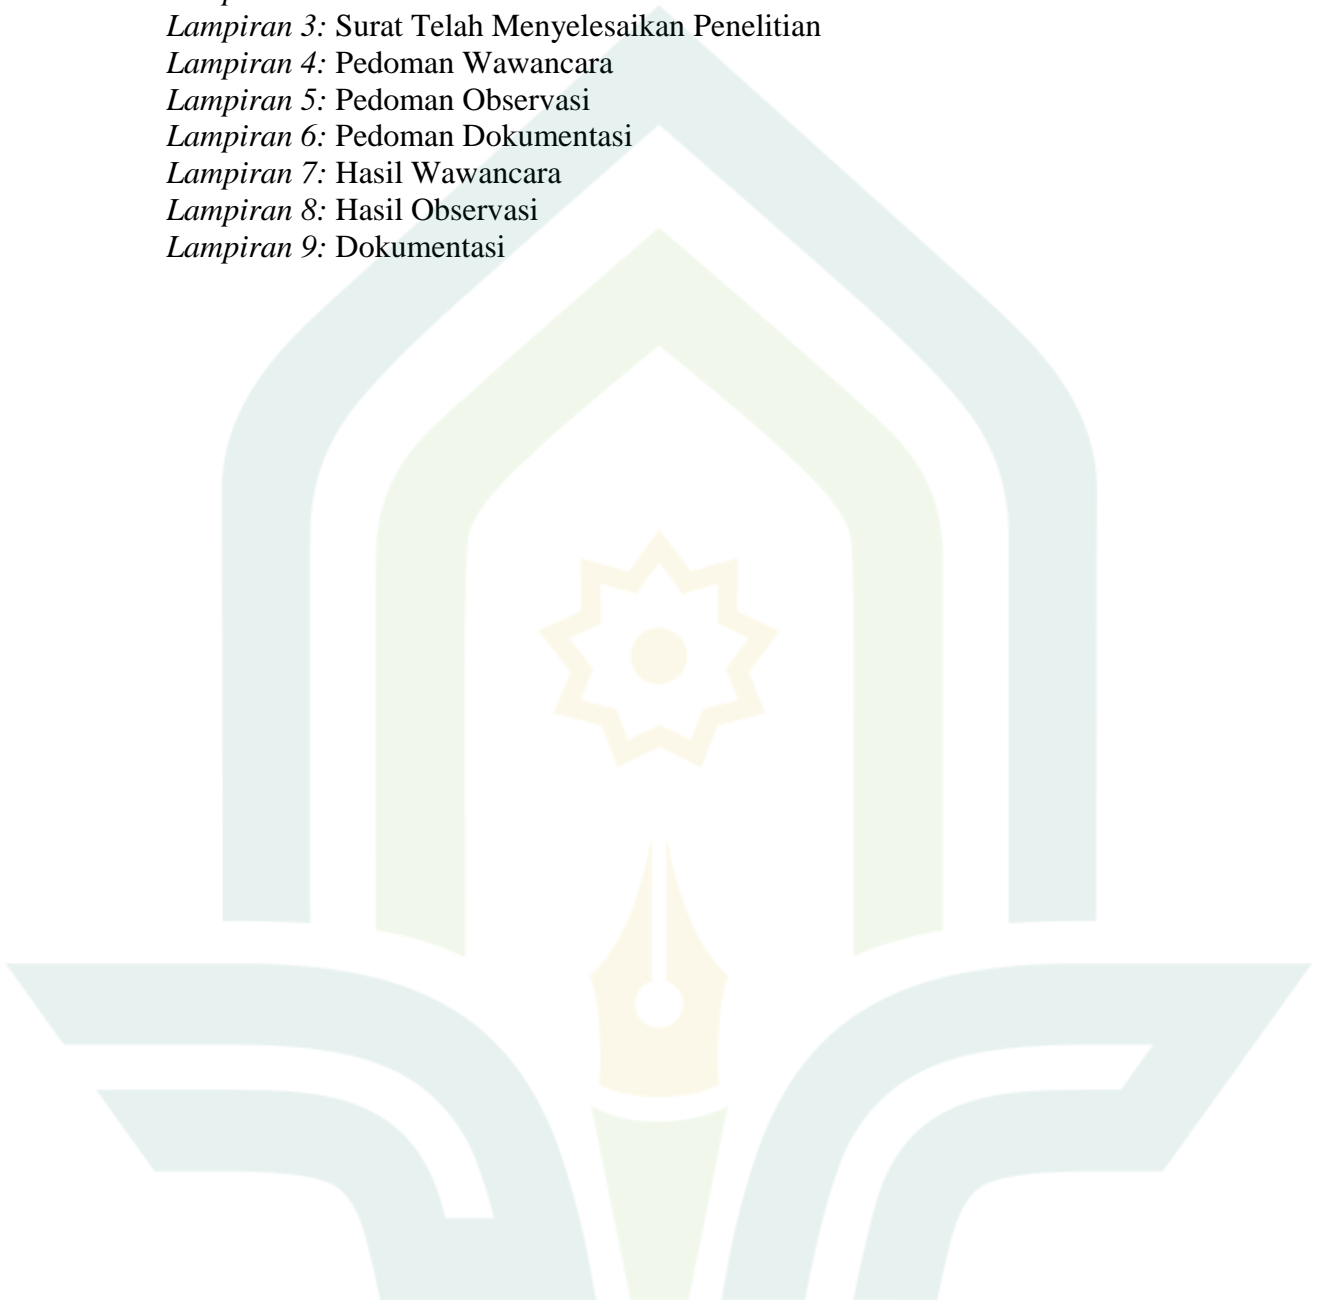 Lampiran 3: Surat Telah Menyelesaikan Penelitian
Lampiran 4: Pedoman Wawancara
Lampiran 5: Pedoman Observasi
Lampiran 6: Pedoman Dokumentasi
Lampiran 7: Hasil Wawancara
Lampiran 8: Hasil Observasi
Lampiran 9: Dokumentasi